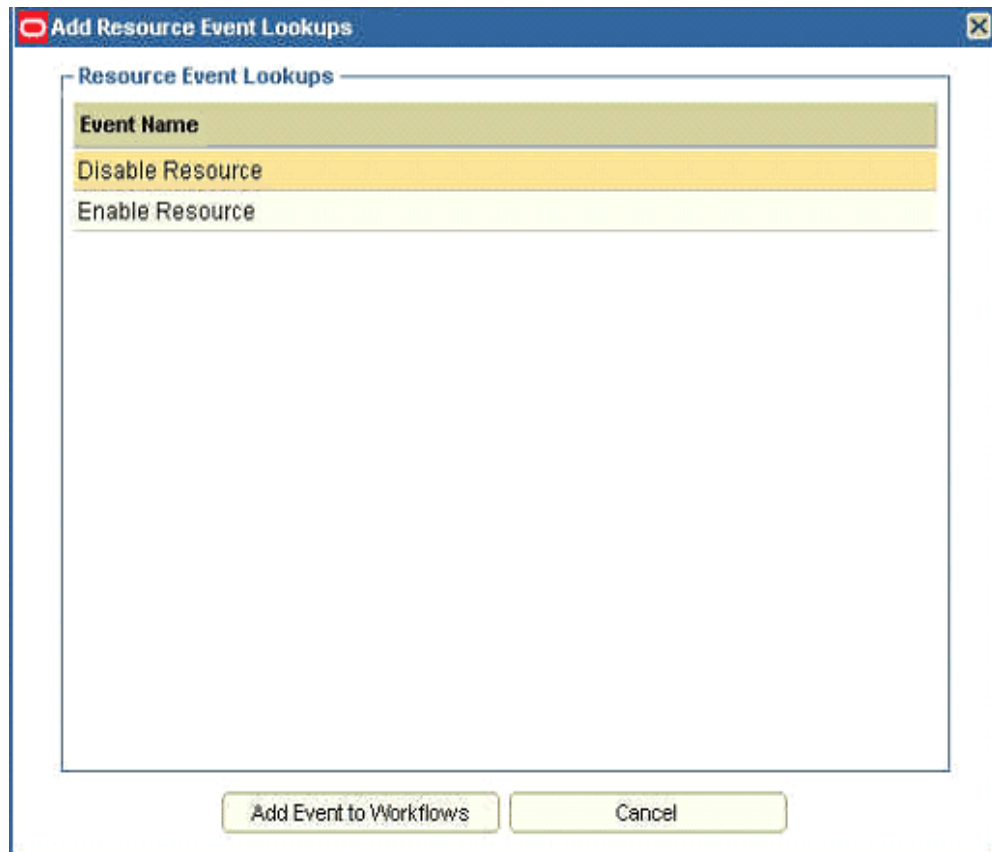 Add Resource Event Lookups
Resource Event Lookups
Event Name
Disable Resource
Enable Resource
Add Event to Workflows
Cancel